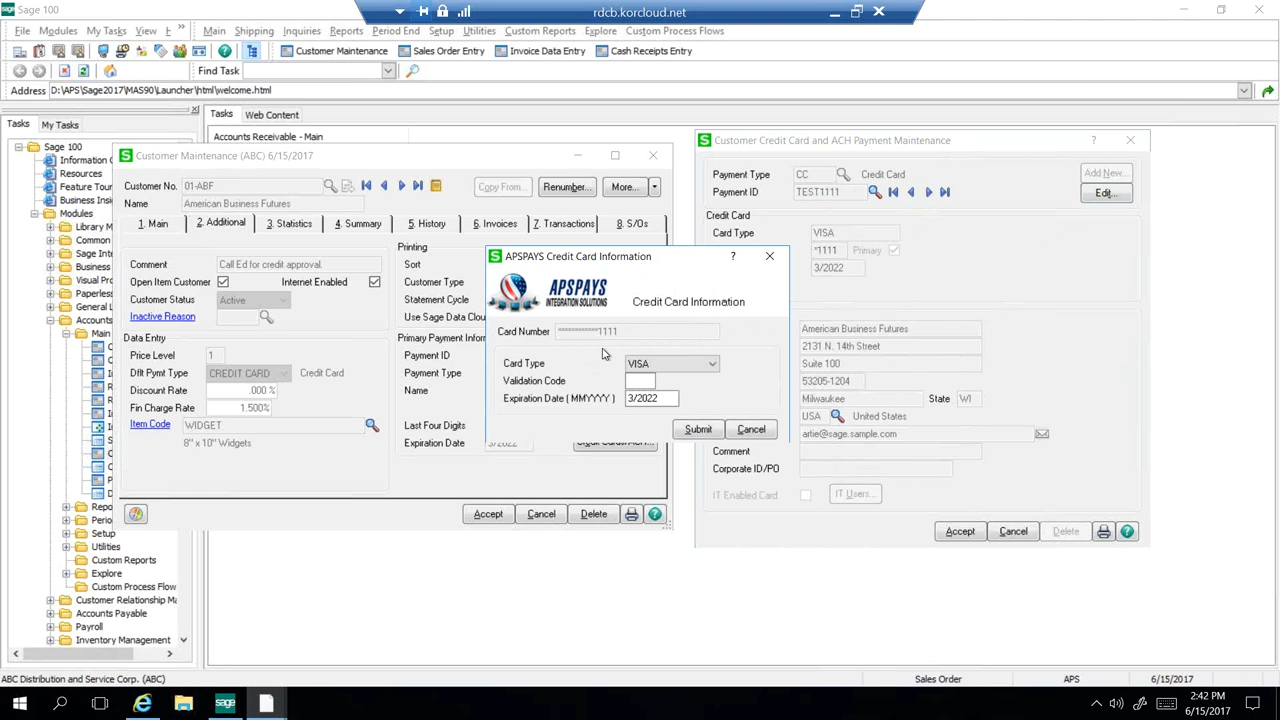 Sage 100
rdcb.korcloud.net
File Modules My Tasks View Main Shipping Inquiries Reports Period End Setup Utilities Custom Reports Explore Custom Process Flows
Customer Maintenance Sales Order Entry Invoice Data Entry Cash Receipts Entry
Find Task
Address D:\APS\Sage2017\MAS90\Launcher\html\welcome.html
Tasks My Tasks
Tasks Web Content
Accounts Receivable - Main
Sage 100
Information
Resources
Feature Tour
Business Insi
Modules
Library M
Common
Sage Inte
Business
Visual Pro
Paperless
General L
Accounts
Main
Repo
Perio
Setup
Utilities
Custom Reports
Explore
Custom Process Flow
Customer Relationship Ma
Accounts Payable
Payroll
Inventory Management
Customer Maintenance (ABC) 6/15/2017
Customer No. 01-ABF
Copy From... Renumber... More...
Name American Business Futures
1. Main 2. Additional 3. Statistics 4. Summary 5. History 6. Invoices 7. Transactions 8. S/Os
Comment Call Ed for credit approval.
Open Item Customer Internet Enabled
Customer Status Active
Inactive Reason
Data Entry
Price Level 1
Dflt Pymt Type CREDIT CARD Credit Card
Discount Rate .000 %
Fin Charge Rate 1.500%
Item Code WIDGET
8" x 10" Widgets
Printing
Sort
Customer Type
Statement Cycle
Use Sage Data Clou
Primary Payment Infor
Payment ID
Payment Type
Name
Last Four Digits
Expiration Date 3/2022
Accept Cancel Delete
APSPAYS Credit Card Information
?
APSPAYS
INTEGRATION SOLUTIONS
Credit Card Information
Card Number ************1111
Card Type VISA
Validation Code
Expiration Date ( MMYYYY ) 3/2022
Submit Cancel
Customer Credit Card and ACH Payment Maintenance
?
Payment Type CC Credit Card
Add New...
Payment ID TEST1111
Edit...
Credit Card
Card Type VISA
*1111 Primary
3/2022
American Business Futures
2131 N. 14th Street
Suite 100
53205-1204
Milwaukee State WI
USA United States
artie@sage.sample.com
Comment
Corporate ID/PO
IT Enabled Card IT Users...
Accept Cancel Delete
ABC Distribution and Service Corp. (ABC)
Sales Order APS 6/15/2017
2:42 PM
6/15/2017